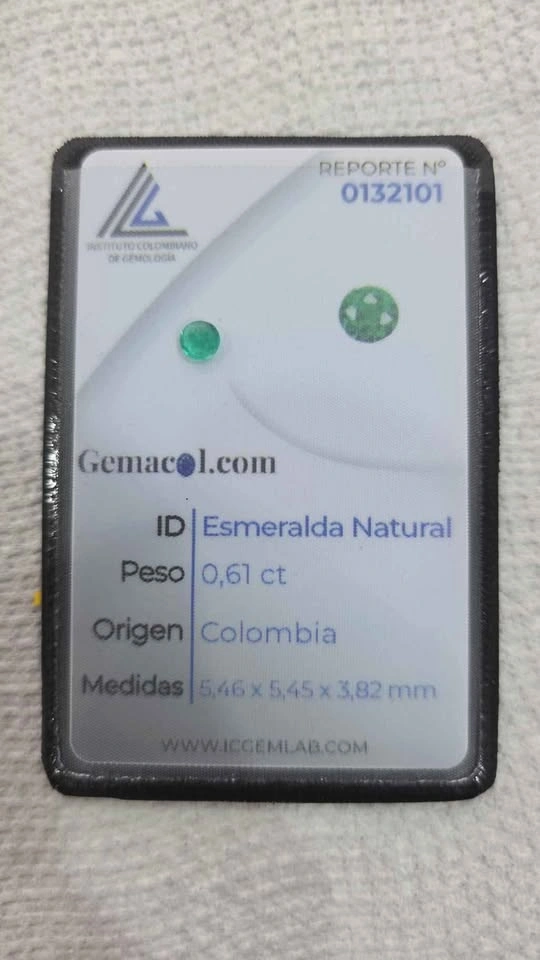 INSTITUTO COLOMBIANO
DE GEMOLOGÍA
REPORTE Nº
0132101
Gemacol.com
ID Esmeralda Natural
Peso 0,61 ct
Origen Colombia
Medidas 5,46 x 5,45 x 3,82 mm
WWW.ICGEMLAB.COM